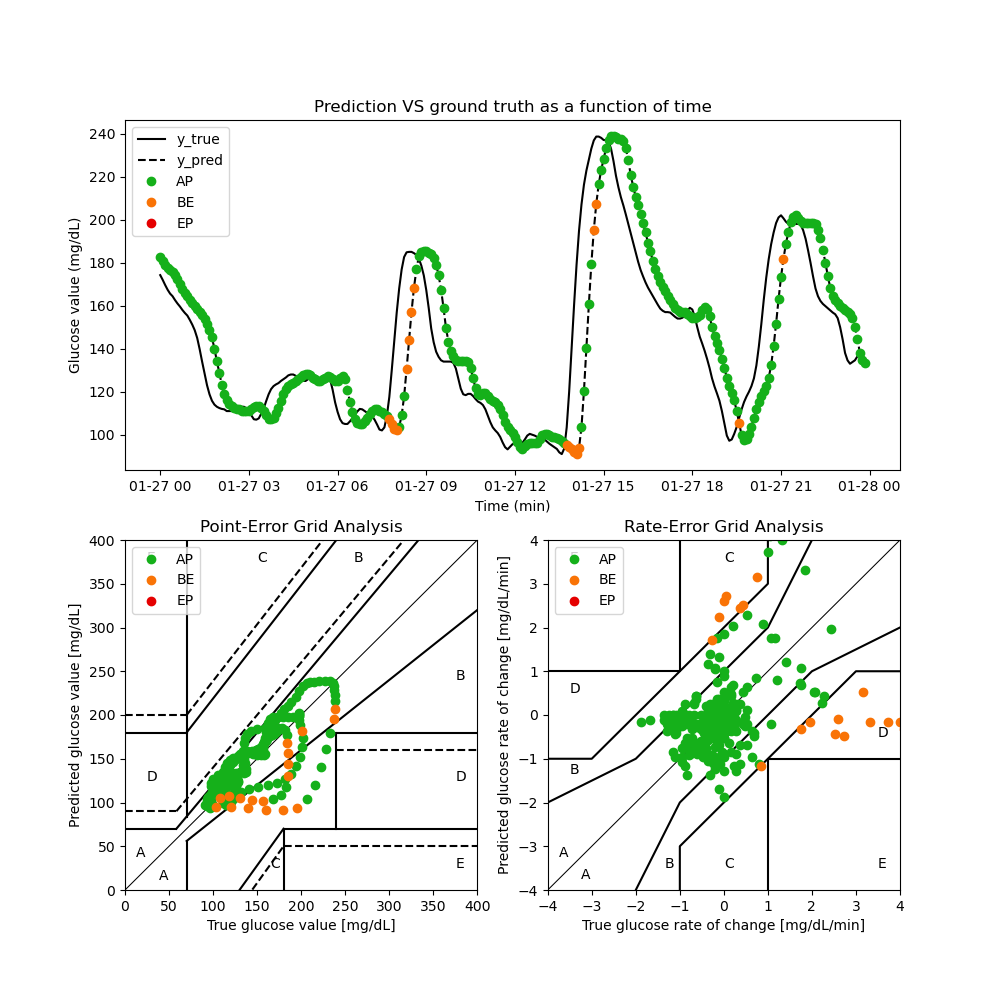 Prediction VS ground truth as a function of time
Glucose value (mg/dL)
240
220
200
180
160
140
120
100
y_true
y_pred
AP
BE
EP
01-27 00
01-27 03
01-27 06
01-27 09
01-27 12
01-27 15
01-27 18
01-27 21
01-28 00
Time (min)
Point-Error Grid Analysis
Predicted glucose value [mg/dL]
400
350
300
250
200
150
100
50
0
AP
BE
EP
C
B
B
D
D
A
A
C
E
0
50
100
150
200
250
300
350
400
True glucose value [mg/dL]
Rate-Error Grid Analysis
Predicted glucose rate of change [mg/dL/min]
4
3
2
1
0
−1
−2
−3
−4
AP
BE
EP
C
D
D
B
A
A
B
C
E
−4
−3
−2
−1
0
1
2
3
4
True glucose rate of change [mg/dL/min]